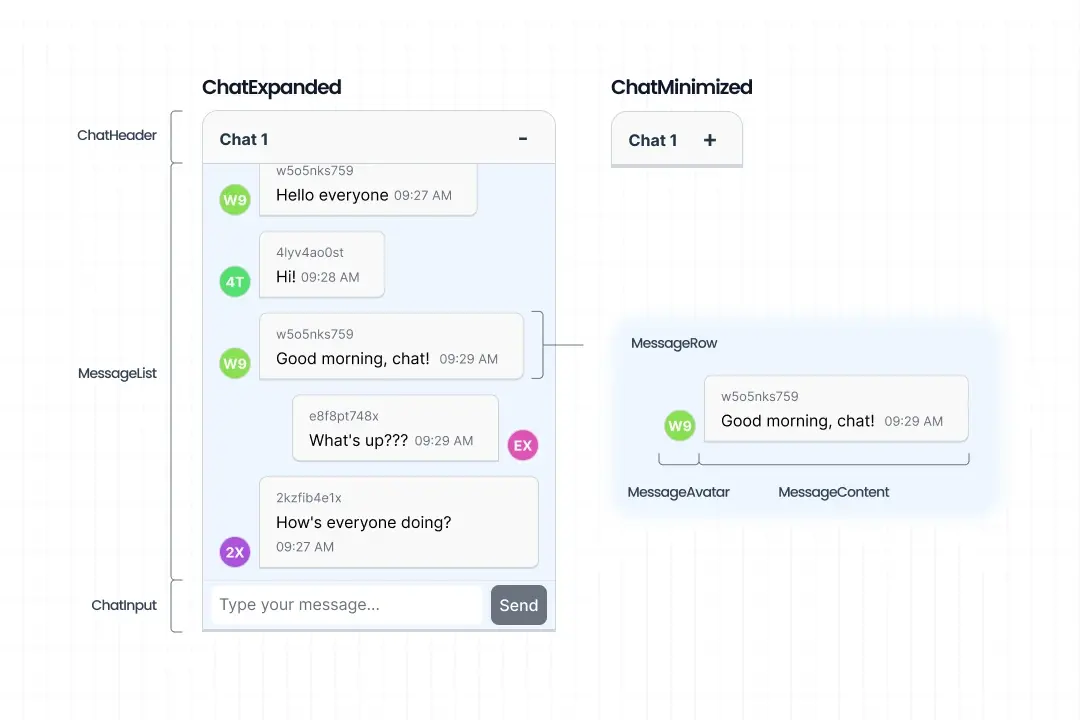 ChatExpanded
ChatMinimized
ChatHeader
Chat 1 -
Chat 1 +
MessageList
w5o5nks759
W9 Hello everyone 09:27 AM
4lyv4ao0st
4T Hi! 09:28 AM
w5o5nks759
W9 Good morning, chat! 09:29 AM
e8f8pt748x
What's up??? 09:29 AM EX
2kzfib4e1x
How's everyone doing?
2X 09:27 AM
ChatInput
Type your message...
Send
MessageRow
w5o5nks759
W9 Good morning, chat! 09:29 AM
MessageAvatar
MessageContent